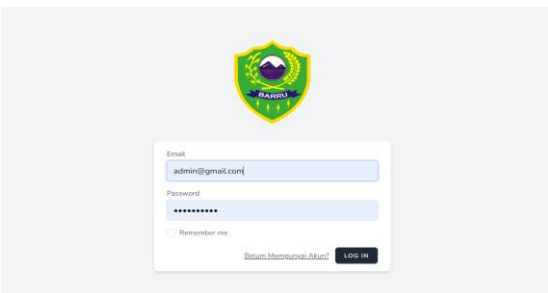 BARRU
Email
admin@gmail.com
Password
Remember me
Belum Mempunyai Akun? LOG IN